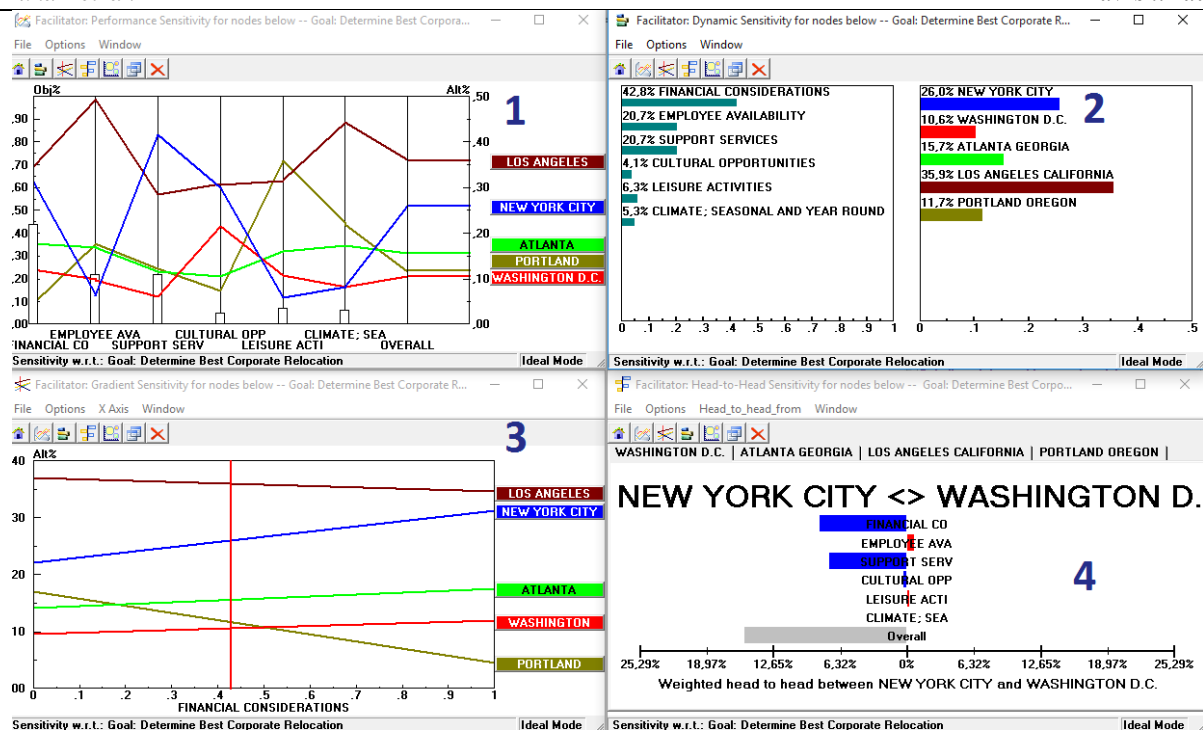 Facilitator: Performance Sensitivity for nodes below -- Goal: Determine Best Corpora...
File Options Window
Obj%
Alt%
1
.90
.80
.70
.60
.50
.40
.30
.20
.10
.00
.50
.40
.30
.20
.10
.00
LOS ANGELES
NEW YORK CITY
ATLANTA
PORTLAND
WASHINGTON D.C.
EMPLOYEE AVA CULTURAL OPP CLIMATE; SEA
FINANCIAL CO SUPPORT SERV LEISURE ACTI OVERALL
Sensitivity w.r.t.: Goal: Determine Best Corporate Relocation
Ideal Mode
Facilitator: Dynamic Sensitivity for nodes below -- Goal: Determine Best Corporate R...
File Options Window
42,8% FINANCIAL CONSIDERATIONS
20,7% EMPLOYEE AVAILABILITY
20,7% SUPPORT SERVICES
4,1% CULTURAL OPPORTUNITIES
6,3% LEISURE ACTIVITIES
5,3% CLIMATE; SEASONAL AND YEAR ROUND
0 .1 .2 .3 .4 .5 .6 .7 .8 .9 1
26,0% NEW YORK CITY
2
10,6% WASHINGTON D.C.
15,7% ATLANTA GEORGIA
35,9% LOS ANGELES CALIFORNIA
11,7% PORTLAND OREGON
0 .1 .2 .3 .4 .5
Sensitivity w.r.t.: Goal: Determine Best Corporate Relocation
Ideal Mode
Facilitator: Gradient Sensitivity for nodes below -- Goal: Determine Best Corporate R...
File Options X Axis Window
3
Alt%
40
30
20
10
00
LOS ANGELES
NEW YORK CITY
ATLANTA
WASHINGTON
PORTLAND
0 .1 .2 .3 .4 .5 .6 .7 .8 .9 1
FINANCIAL CONSIDERATIONS
Sensitivity w.r.t.: Goal: Determine Best Corporate Relocation
Ideal Mode
Facilitator: Head-to-Head Sensitivity for nodes below -- Goal: Determine Best Corpo...
File Options Head_to_head_from Window
WASHINGTON D.C. | ATLANTA GEORGIA | LOS ANGELES CALIFORNIA | PORTLAND OREGON |
NEW YORK CITY <> WASHINGTON D.
FINANCIAL CO
EMPLOYEE AVA
SUPPORT SERV
CULTURAL OPP
4
LEISURE ACTI
CLIMATE; SEA
Overall
25,29% 18,97% 12,65% 6,32% 0% 6,32% 12,65% 18,97% 25,29%
Weighted head to head between NEW YORK CITY and WASHINGTON D.C.
Sensitivity w.r.t.: Goal: Determine Best Corporate Relocation
Ideal Mode